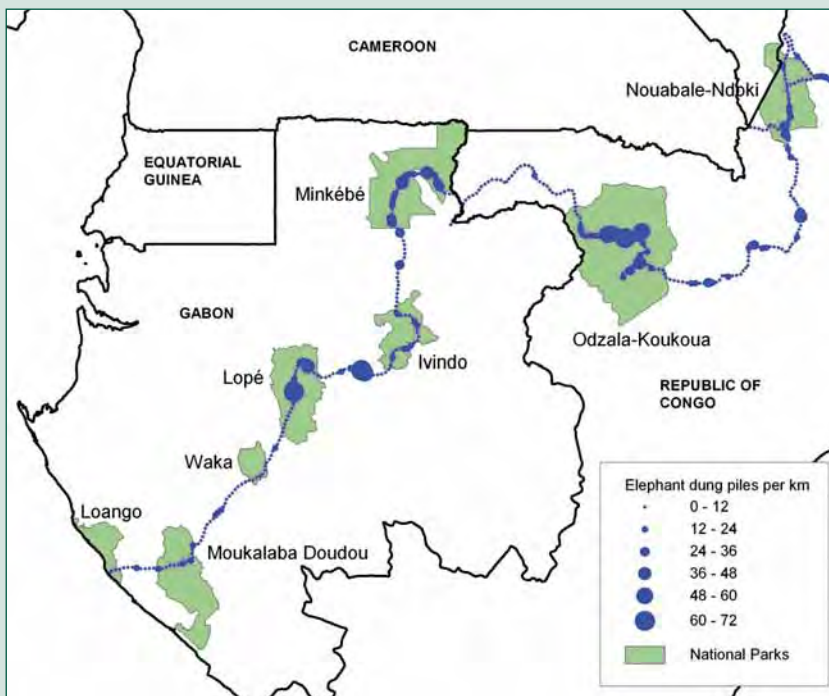 CAMEROON
Nouabale-Ndoki
EQUATORIAL
GUINEA
Minkébé
GABON
Odzala-Koukoua
Ivindo
Lopé
REPUBLIC OF
CONGO
Waka
Loango
Moukalaba Doudou
Elephant dung piles per km
0 - 12
12 - 24
24 - 36
36 - 48
48 - 60
60 - 72
National Parks